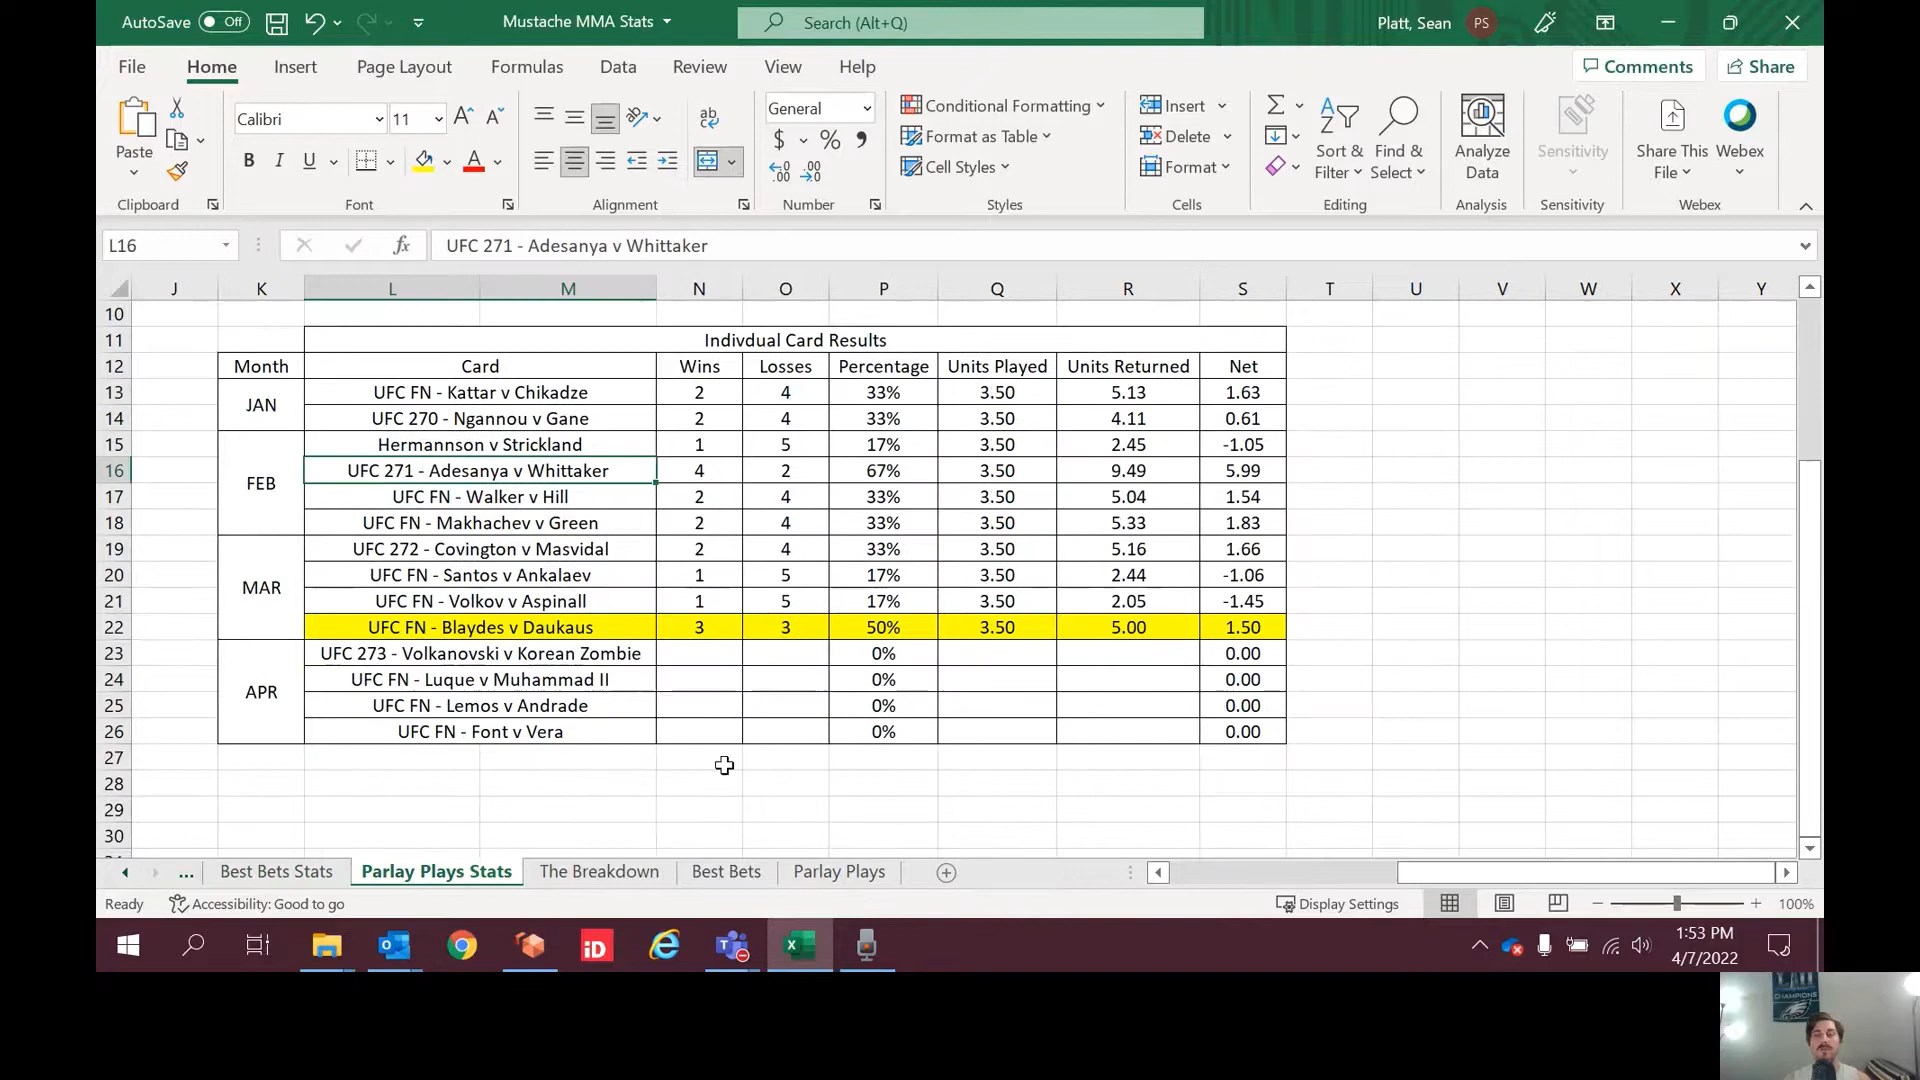 AutoSave Off Mustache MMA Stats Search (Alt+Q) Platt, Sean PS
File Home Insert Page Layout Formulas Data Review View Help Comments Share
Paste Calibri 11 General Conditional Formatting Format as Table Cell Styles Insert Delete Format Sort & Filter Find & Select Analyze Data Sensitivity Share This File Webex
Clipboard Font Alignment Number Styles Cells Editing Analysis Sensitivity Webex
L16 fx UFC 271 - Adesanya v Whittaker
J K L M N O P Q R S T U V W X Y
10
11 Indivdual Card Results
12 Month Card Wins Losses Percentage Units Played Units Returned Net
13 JAN UFC FN - Kattar v Chikadze 2 4 33% 3.50 5.13 1.63
14 UFC 270 - Ngannou v Gane 2 4 33% 3.50 4.11 0.61
15 FEB Hermannson v Strickland 1 5 17% 3.50 2.45 -1.05
16 UFC 271 - Adesanya v Whittaker 4 2 67% 3.50 9.49 5.99
17 UFC FN - Walker v Hill 2 4 33% 3.50 5.04 1.54
18 UFC FN - Makhachev v Green 2 4 33% 3.50 5.33 1.83
19 MAR UFC 272 - Covington v Masvidal 2 4 33% 3.50 5.16 1.66
20 UFC FN - Santos v Ankalaev 1 5 17% 3.50 2.44 -1.06
21 UFC FN - Volkov v Aspinall 1 5 17% 3.50 2.05 -1.45
22 UFC FN - Blaydes v Daukaus 3 3 50% 3.50 5.00 1.50
23 APR UFC 273 - Volkanovski v Korean Zombie 0% 0.00
24 UFC FN - Luque v Muhammad II 0% 0.00
25 UFC FN - Lemos v Andrade 0% 0.00
26 UFC FN - Font v Vera 0% 0.00
27
28
29
30
... Best Bets Stats Parlay Plays Stats The Breakdown Best Bets Parlay Plays
Ready Accessibility: Good to go Display Settings 100%
iD 1:53 PM
4/7/2022
LII
CHAMPIONS